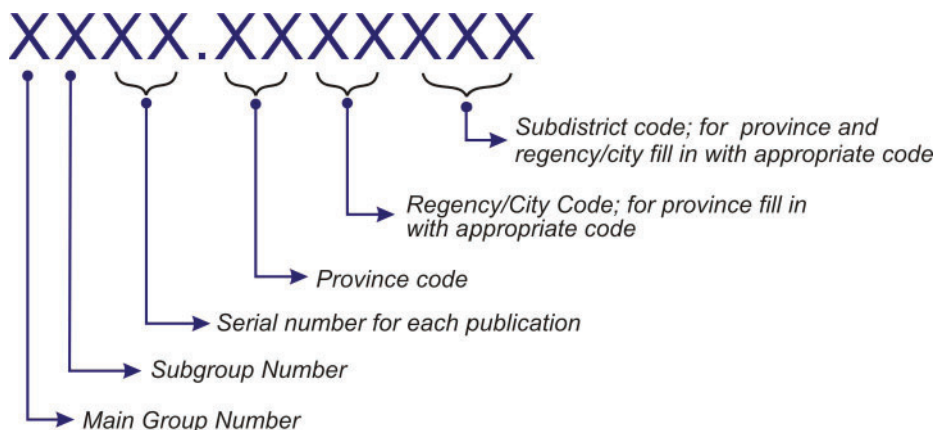 XXXX.XXXXXXX
Subdistrict code; for province and
regency/city fill in with appropriate code
Regency/City Code; for province fill in
with appropriate code
Province code
Serial number for each publication
Subgroup Number
Main Group Number